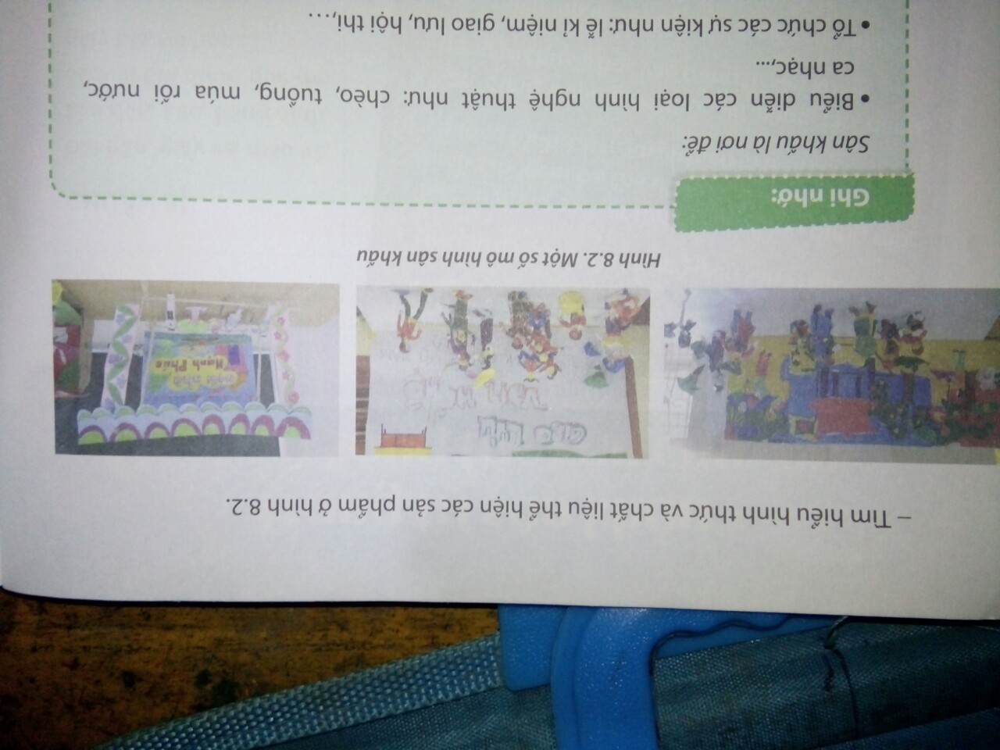 – Tìm hiểu hình thức và chất liệu thể hiện các sản phẩm ở hình 8.2.
GIAO LƯU
Hạnh Phúc
Hình 8.2. Một số mô hình sân khấu
Ghi nhớ:
Sân khấu là nơi để:
• Biểu diễn các loại hình nghệ thuật như: chèo, tuồng, múa rối nước,
ca nhạc,...
• Tổ chức các sự kiện như: lễ kỉ niệm, giao lưu, hội thi,...